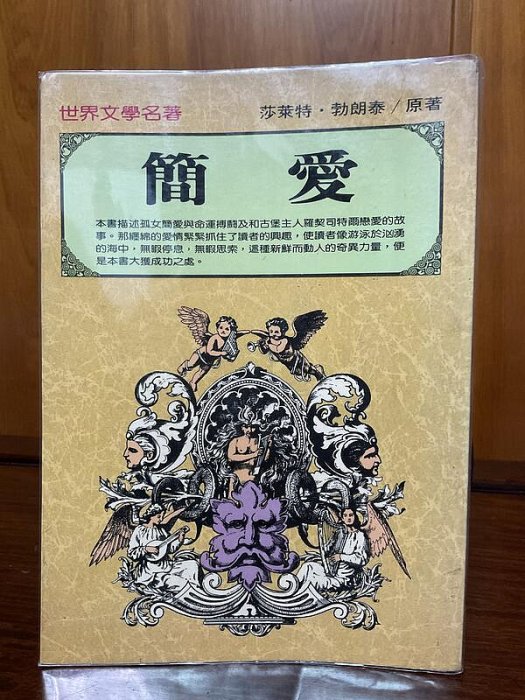 世界文學名著
莎萊特·勃朗泰/原著
簡愛
本書描述孤女簡愛與命運搏鬪及和古堡主人羅契司特爾戀愛的故
事。那纏綿的愛情緊緊抓住了讀者的興趣，使讀者像游泳於汹湧
的海中，無暇停息，無暇思索，這種新鮮而動人的奇異力量，便
是本書大獲成功之處。